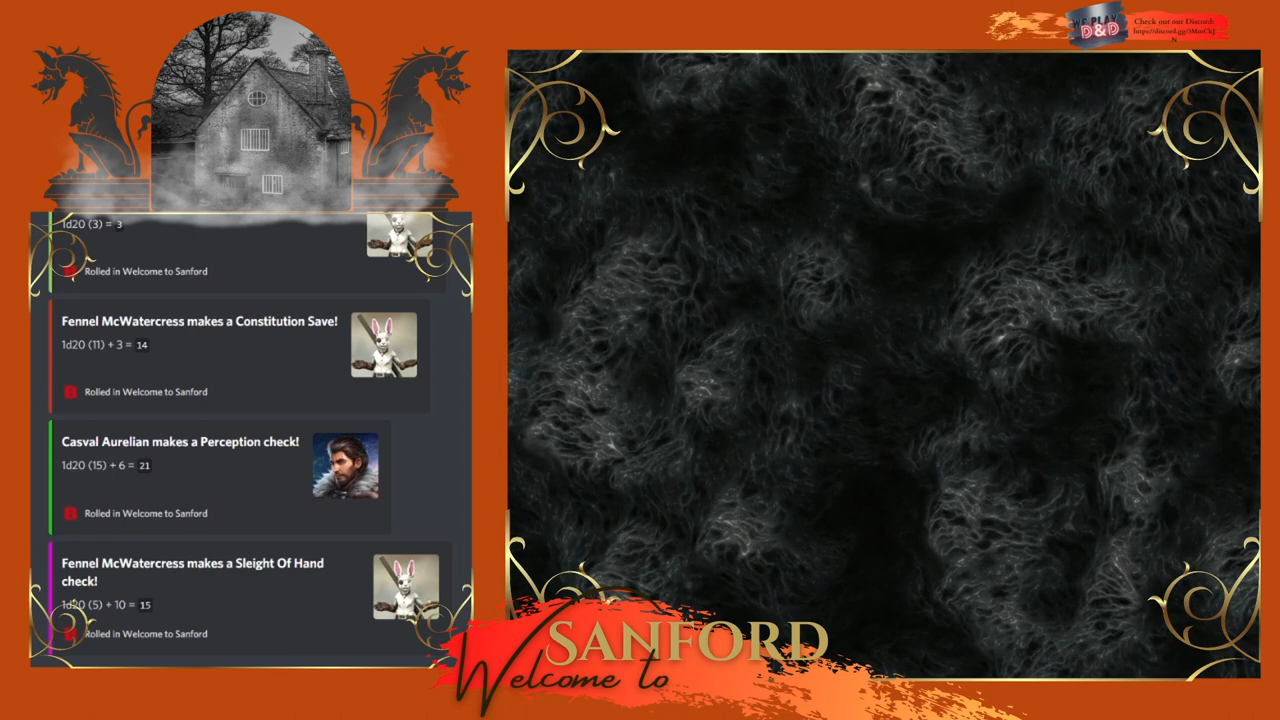 WE PLAY
D&D
Check out our Discord:
1d20 (3) = 3
Rolled in Welcome to Sanford
Fennel McWatercress makes a Constitution Save!
1d20 (11) + 3 = 14
Rolled in Welcome to Sanford
Casval Aurelian makes a Perception check!
1d20 (15) + 6 = 21
Rolled in Welcome to Sanford
Fennel McWatercress makes a Sleight Of Hand
check!
1d20 (5) + 10 = 15
Rolled in Welcome to Sanford
Welcome to
SANFORD